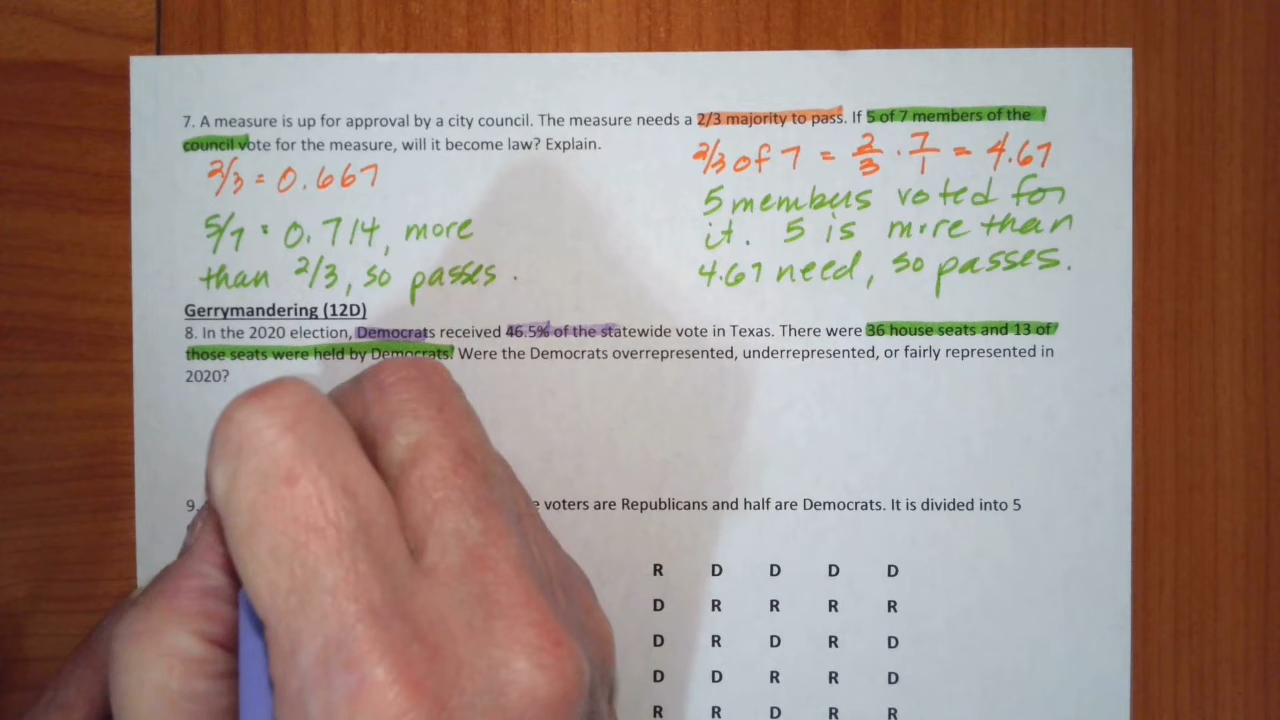 7. A measure is up for approval by a city council. The measure needs a 2/3 majority to pass. If 5 of 7 members of the
council vote for the measure, will it become law? Explain.
2/3 = 0.667
5/7 = 0.714, more
than 2/3, so passes.
2/3 of 7 = 2/3 · 7/1 = 4.67
5 members voted for
it. 5 is more than
4.67 need, so passes.
Gerrymandering (12D)
8. In the 2020 election, Democrats received 46.5% of the statewide vote in Texas. There were 36 house seats and 13 of
those seats were held by Democrats. Were the Democrats overrepresented, underrepresented, or fairly represented in
2020?
9. voters are Republicans and half are Democrats. It is divided into 5
R D D D D
D R R R R
D R D R D
D D R R D
R R D R R